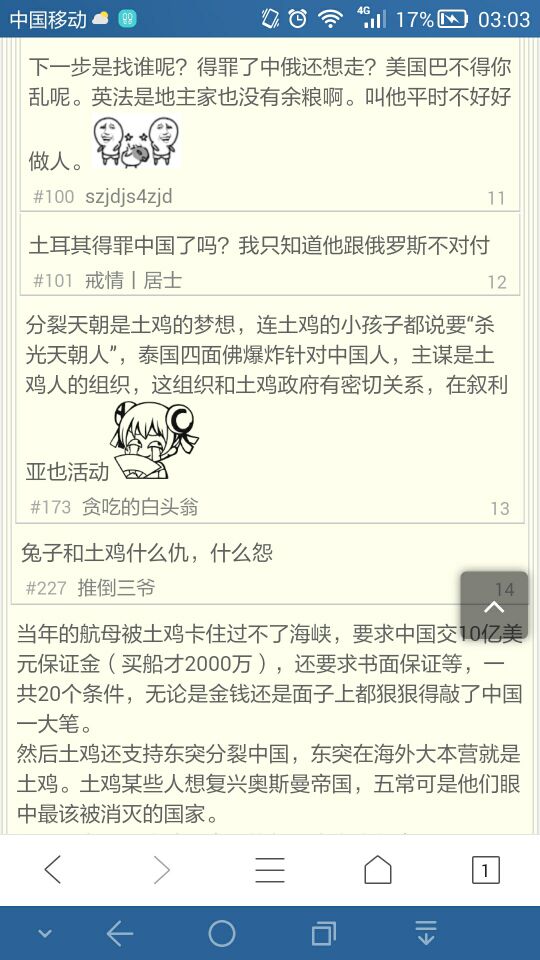 中国移动 4G 17% 03:03
下一步是找谁呢？得罪了中俄还想走？美国巴不得你
乱呢。英法是地主家也没有余粮啊。叫他平时不好好
做人。
#100 szjdjs4zjd 11
土耳其得罪中国了吗？我只知道他跟俄罗斯不对付
#101 戒情丨居士 12
分裂天朝是土鸡的梦想，连土鸡的小孩子都说要“杀
光天朝人”，泰国四面佛爆炸针对中国人，主谋是土
鸡人的组织，这组织和土鸡政府有密切关系，在叙利
亚也活动
#173 贪吃的白头翁 13
兔子和土鸡什么仇，什么怨
#227 推倒三爷 14
当年的航母被土鸡卡住过不了海峡，要求中国交10亿美
元保证金（买船才2000万），还要求书面保证等，一
共20个条件，无论是金钱还是面子上都狠狠得敲了中国
一大笔。
然后土鸡还支持东突分裂中国，东突在海外大本营就是
土鸡。土鸡某些人想复兴奥斯曼帝国，五常可是他们眼
中最该被消灭的国家。
1